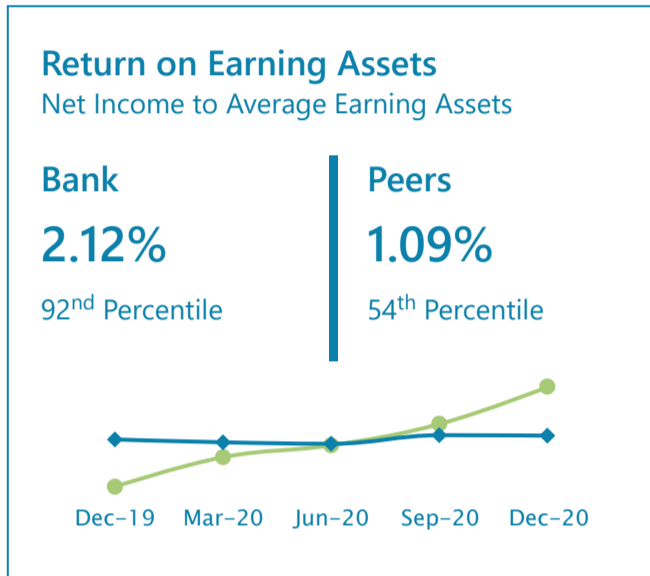 Return on Earning Assets
Net Income to Average Earning Assets
Bank
2.12%
92nd Percentile
Peers
1.09%
54th Percentile
Dec-19 Mar-20 Jun-20 Sep-20 Dec-20